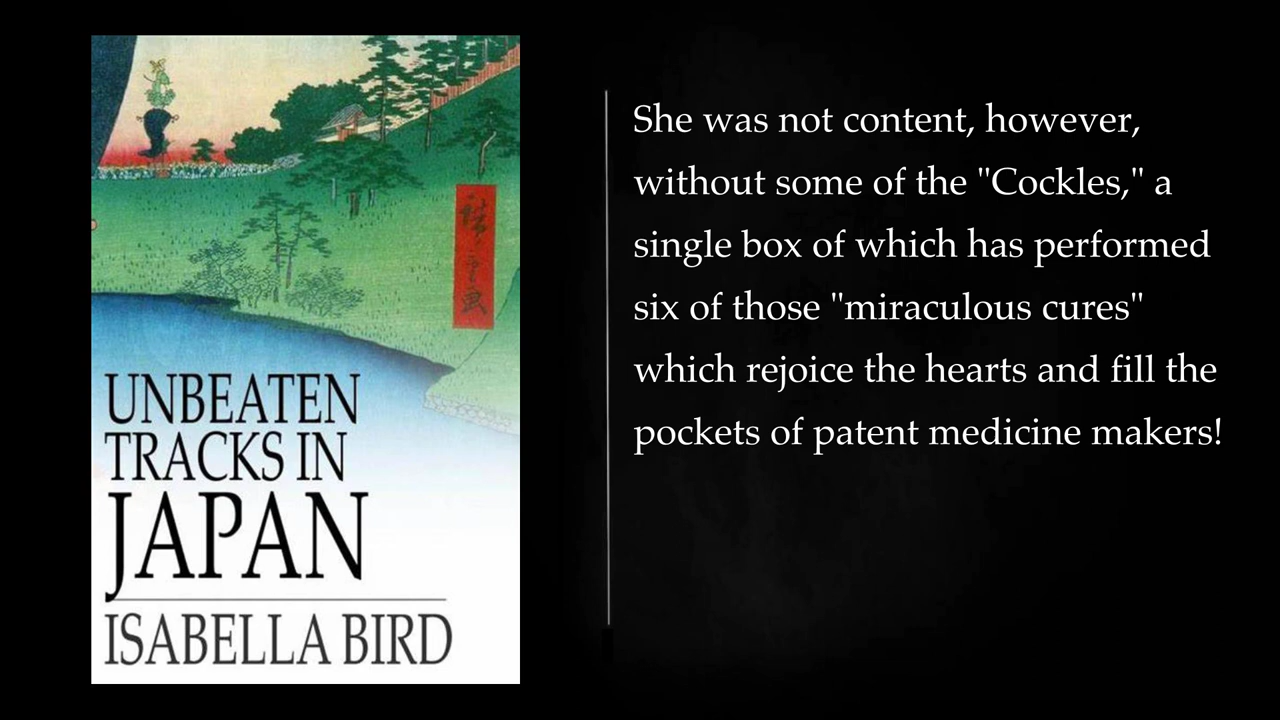 UNBEATEN
TRACKS IN
JAPAN
ISABELLA BIRD
She was not content, however,
without some of the "Cockles," a
single box of which has performed
six of those "miraculous cures"
which rejoice the hearts and fill the
pockets of patent medicine makers!